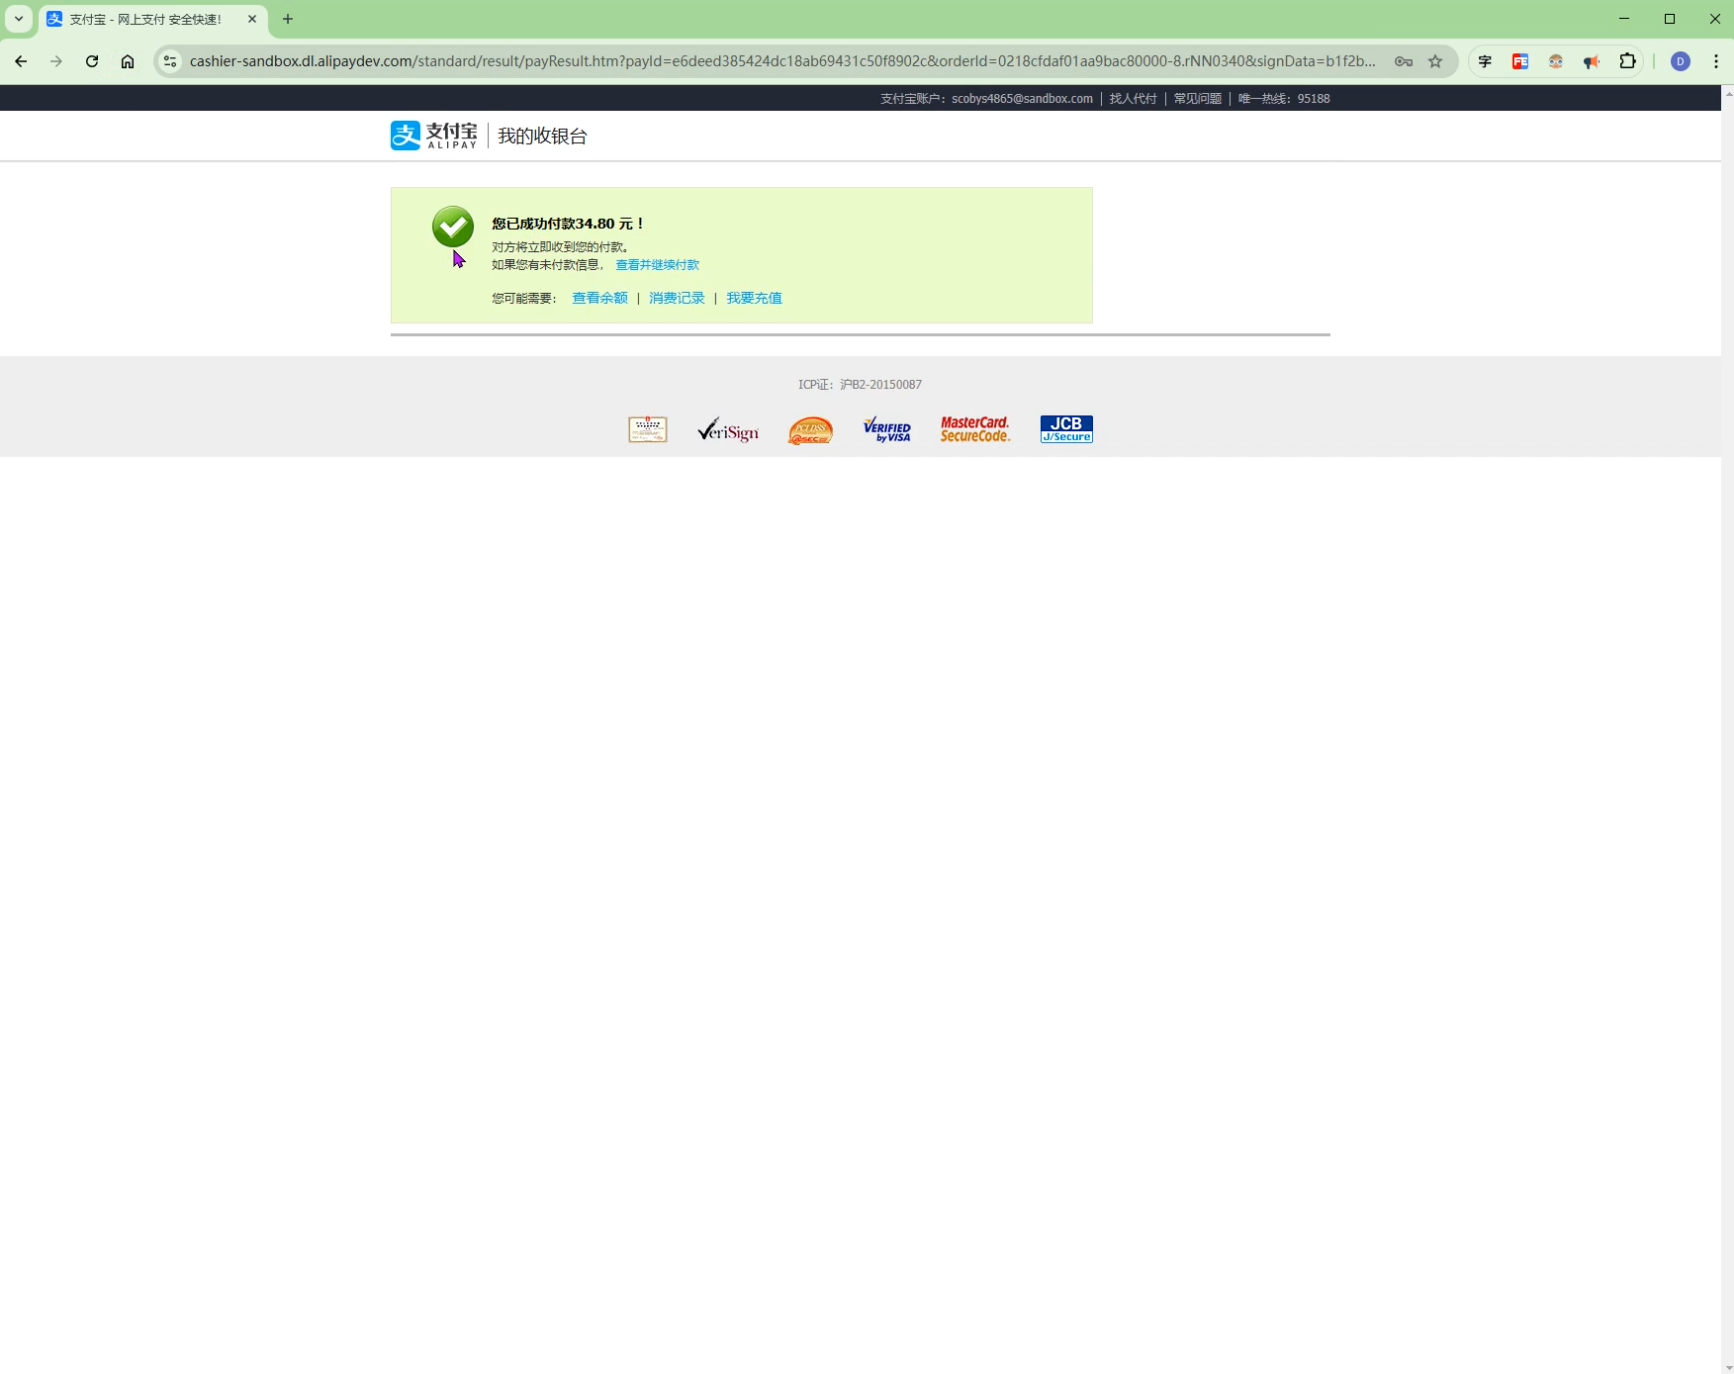 支付宝 - 网上支付 安全快速!
cashier-sandbox.dl.alipaydev.com/standard/result/payResult.htm?payId=e6deed385424dc18ab69431c50f8902c&orderId=0218cfdaf01aa9bac80000-8.rNN0340&signData=b1f2b...
字
D
支付宝账户：scobys4865@sandbox.com | 找人代付 | 常见问题 | 唯一热线：95188
支付宝 我的收银台
ALIPAY
您已成功付款34.80 元！
对方将立即收到您的付款。
如果您有未付款信息， 查看并继续付款
您可能需要： 查看余额 | 消费记录 | 我要充值
ICP证：沪B2-20150087
VeriSign
VERIFIED
by VISA
MasterCard.
SecureCode.
JCB
J/Secure